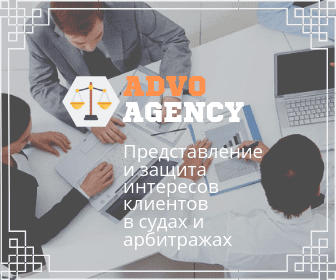 ADVO
AGENCY
Представление
и защита
интересов
клиентов
в судах и
арбитражах